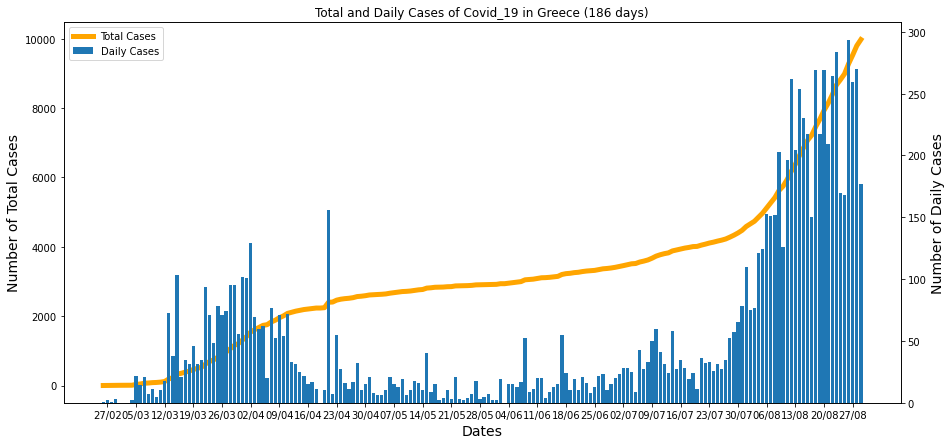 Total and Daily Cases of Covid_19 in Greece (186 days)
Total Cases
Daily Cases
Number of Total Cases
10000
8000
6000
4000
2000
0
Number of Daily Cases
300
250
200
150
100
50
0
27/02 05/03 12/03 19/03 26/03 02/04 09/04 16/04 23/04 30/04 07/05 14/05 21/05 28/05 04/06 11/06 18/06 25/06 02/07 09/07 16/07 23/07 30/07 06/08 13/08 20/08 27/08
Dates